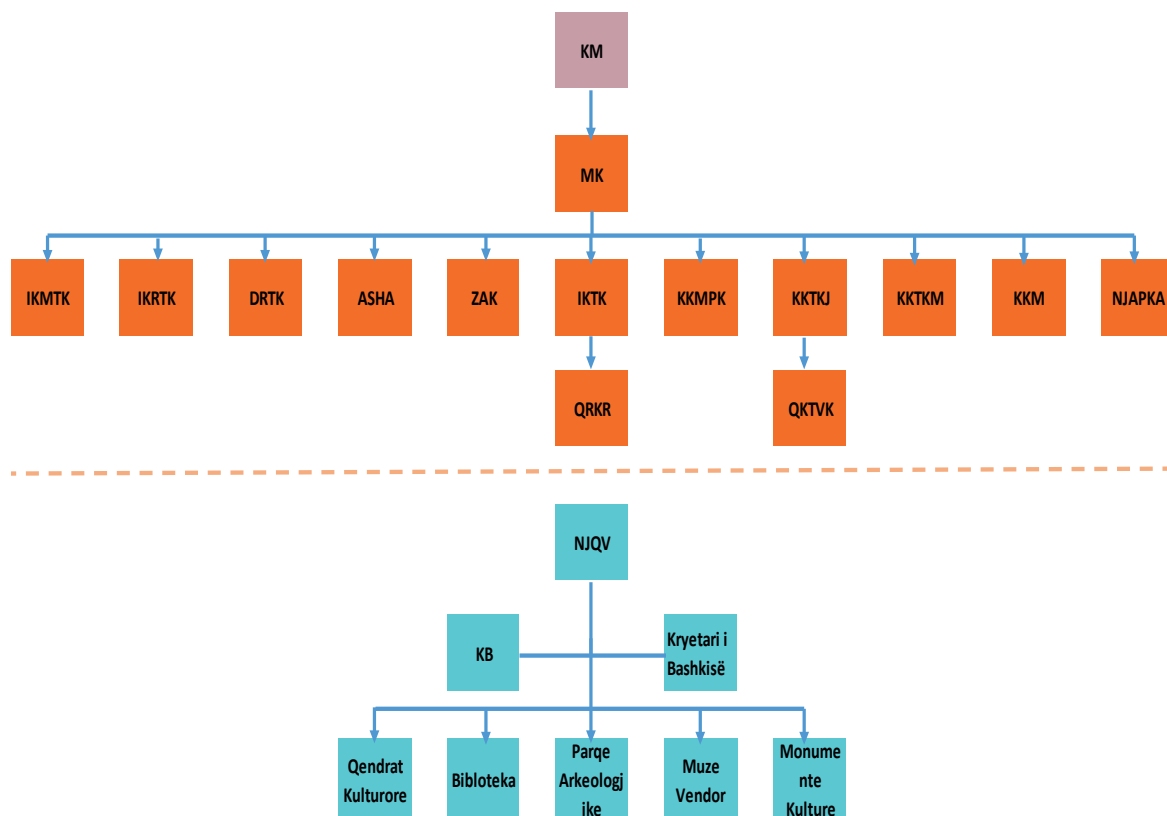 KM
MK
IKMTK
IKRTK
DRTK
ASHA
ZAK
IKTK
KKMPK
KKTKJ
KKTKM
KKM
NJAPKA
QRKR
QKTVK
NJQV
KB
Kryetari i
Bashkisë
Qendrat
Kulturore
Bibloteka
Parqe
Arkeologj
ike
Muze
Vendor
Monume
nte
Kulture